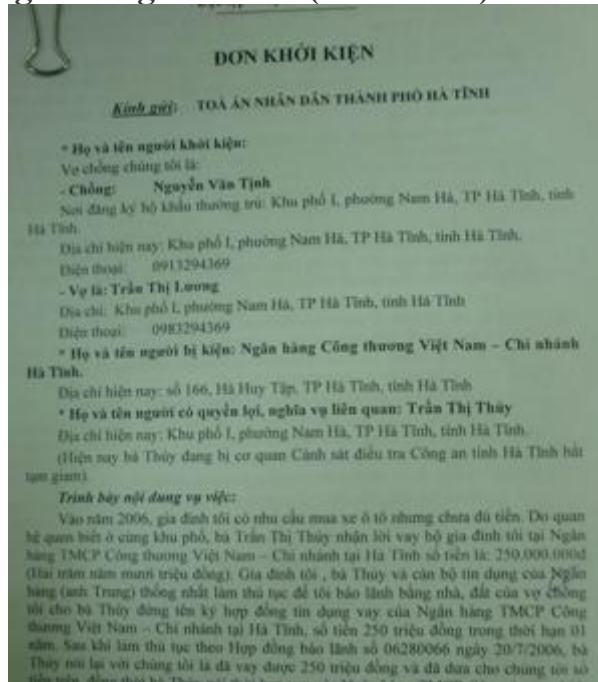 ĐƠN KHỞI KIỆN
Kính gửi: TOÀ ÁN NHÂN DÂN THÀNH PHỐ HÀ TĨNH
* Họ và tên người khởi kiện:
Vợ chồng chúng tôi là:
- Chồng: Nguyễn Văn Tịnh
Nơi đăng ký hộ khẩu thường trú: Khu phố I, phường Nam Hà, TP Hà Tĩnh, tỉnh
Hà Tĩnh.
Địa chỉ hiện nay: Khu phố I, phường Nam Hà, TP Hà Tĩnh, tỉnh Hà Tĩnh.
Điện thoại: 0913294369
- Vợ là: Trần Thị Lương
Địa chỉ: Khu phố I, phường Nam Hà, TP Hà Tĩnh, tỉnh Hà Tĩnh
Điện thoại: 0983294369
* Họ và tên người bị kiện: Ngân hàng Công thương Việt Nam – Chi nhánh
Hà Tĩnh.
Địa chỉ hiện nay: số 166, Hà Huy Tập, TP Hà Tĩnh, tỉnh Hà Tĩnh
* Họ và tên người có quyền lợi, nghĩa vụ liên quan: Trần Thị Thúy
Địa chỉ hiện nay: Khu phố I, phường Nam Hà, TP Hà Tĩnh, tỉnh Hà Tĩnh.
(Hiện nay bà Thúy đang bị cơ quan Cảnh sát điều tra Công an tỉnh Hà Tĩnh bắt
tạm giam).
Trình bày nội dung vụ việc:
Vào năm 2006, gia đình tôi có nhu cầu mua xe ô tô nhưng chưa đủ tiền. Do quan
hệ quen biết ở cùng khu phố, bà Trần Thị Thúy nhận lời vay hộ gia đình tôi tại Ngân
hàng TMCP Công thương Việt Nam – Chi nhánh tại Hà Tĩnh số tiền là: 250.000.000đ
(Hai trăm năm mươi triệu đồng). Gia đình tôi , bà Thúy và cán bộ tín dụng của Ngân
hàng (anh Trung) thống nhất làm thủ tục để tôi bảo lãnh bằng nhà, đất của vợ chồng
tôi cho bà Thúy đứng tên ký hợp đồng tín dụng vay của Ngân hàng TMCP Công
thương Việt Nam – Chi nhánh tại Hà Tĩnh, số tiền 250 triệu đồng trong thời hạn 01
năm. Sau khi làm thủ tục theo Hợp đồng bảo lãnh số 06280066 ngày 20/7/2006, bà
Thúy nói lại với chúng tôi là đã vay được 250 triệu đồng và đã đưa cho chúng tôi số